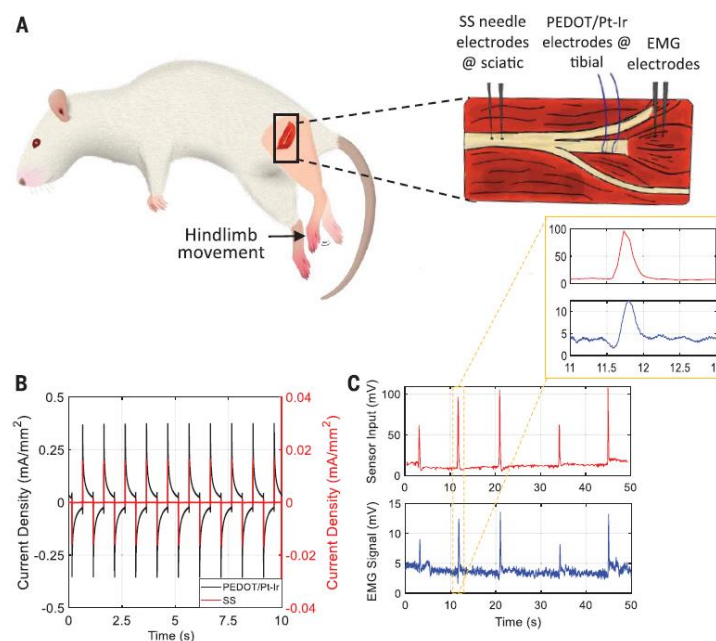 A
SS needle
electrodes
@ sciatic
PEDOT/Pt-Ir
electrodes @
tibial
EMG
electrodes
Hindlimb
movement
100
50
0
10
5
0
11
11.5
12
12.5
13
B
Current Density (mA/mm²)
0.5
0.25
0
-0.25
-0.5
0
2.5
5
7.5
10
Time (s)
0.04
0.02
0
-0.02
-0.04
Current Density (mA/mm²)
PEDOT/Pt-Ir
SS
C
Sensor Input
(mV)
100
50
0
0
10
20
30
40
50
EMG Signal
(mV)
15
10
5
0
0
10
20
30
40
50
Time (s)